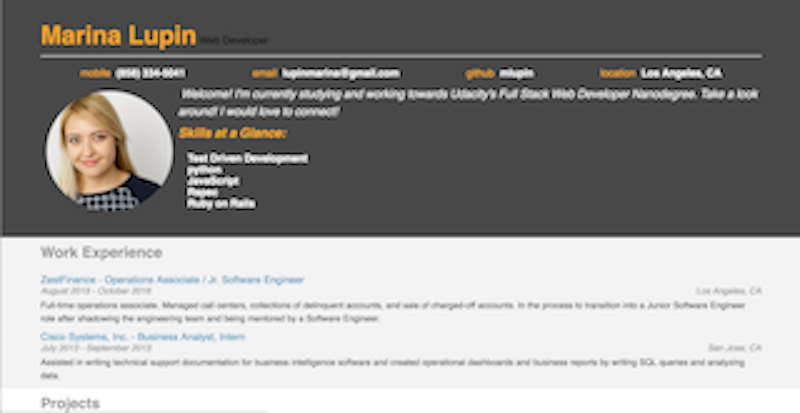 Marina Lupin Web Developer
mobile (858) 334-5041 email lupinmarina@gmail.com github mlupin location Los Angeles, CA
Welcome! I'm currently studying and working towards Udacity's Full Stack Web Developer Nanodegree. Take a look
around! I would love to connect!
Skills at a Glance:
Test Driven Development
python
JavaScript
Rspec
Ruby on Rails
Work Experience
ZestFinance - Operations Associate / Jr. Software Engineer
August 2015 - October 2016 Los Angeles, CA
Full-time operations associate. Managed call centers, collections of delinquent accounts, and sale of charged-off accounts. In the process to transition into a Junior Software Engineer
role after shadowing the engineering team and being mentored by a Software Engineer.
Cisco Systems, Inc. - Business Analyst, Intern
July 2013 - September 2013 San Jose, CA
Assisted in writing technical support documentation for business intelligence software and created operational dashboards and business reports by writing SQL queries and analyzing
data.
Projects